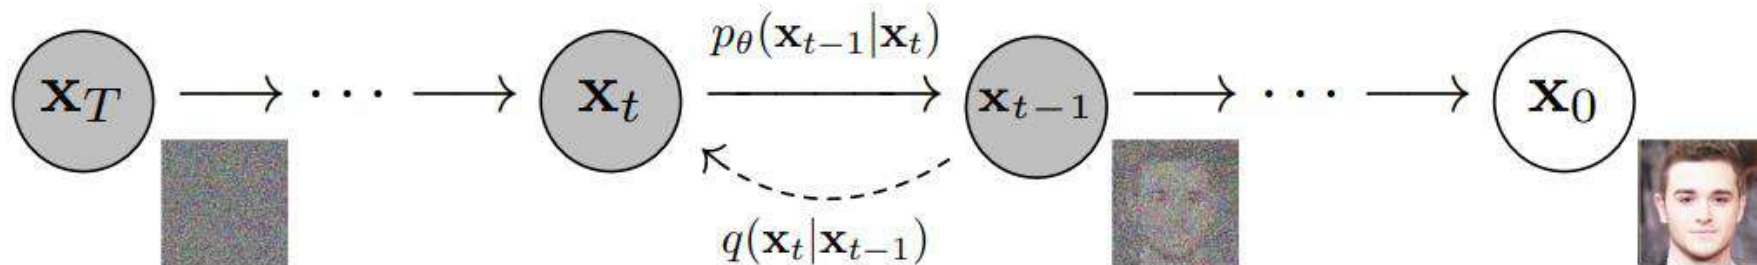 p_θ(x_{t−1}|x_t)
x_T → ··· → x_t → x_{t−1} → ··· → x_0
q(x_t|x_{t−1})